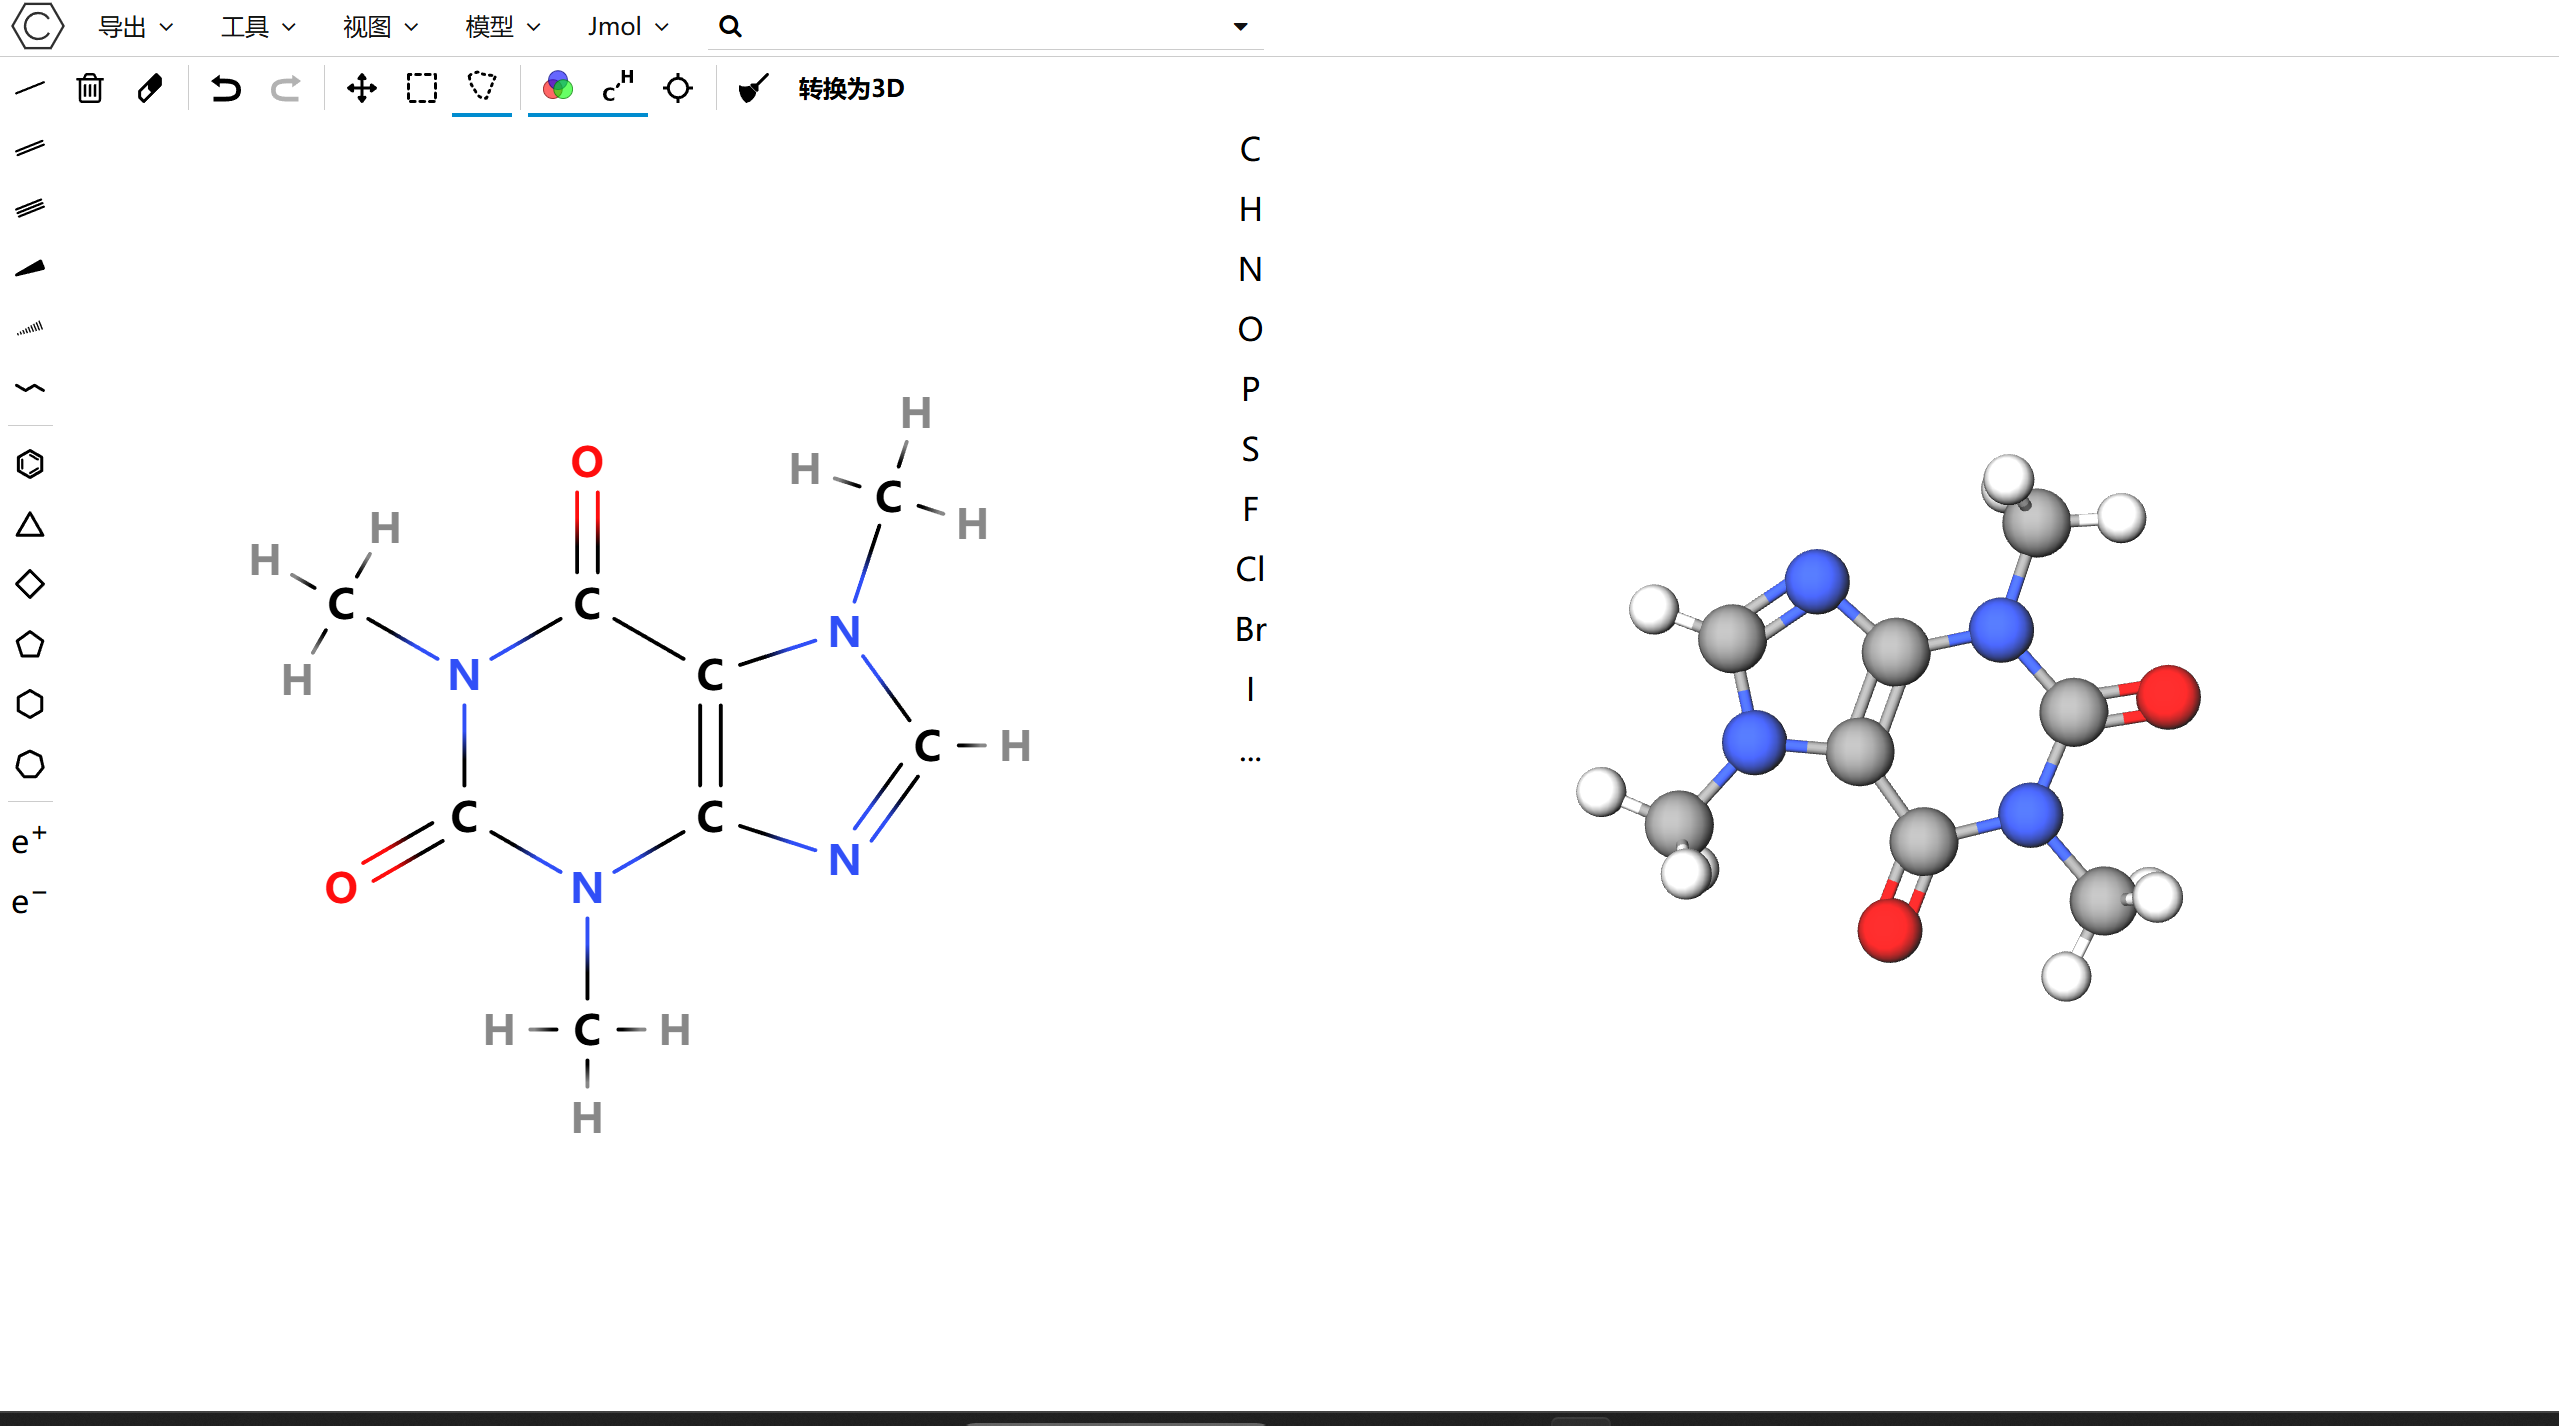 导出 工具 视图 模型 Jmol
C H 转换为3D
C
H
N
O
P
S
F
Cl
Br
I
...
e+
e−
H
H C H
O
H
H C C
H N C N
C H
C C N
O N
H C H
H